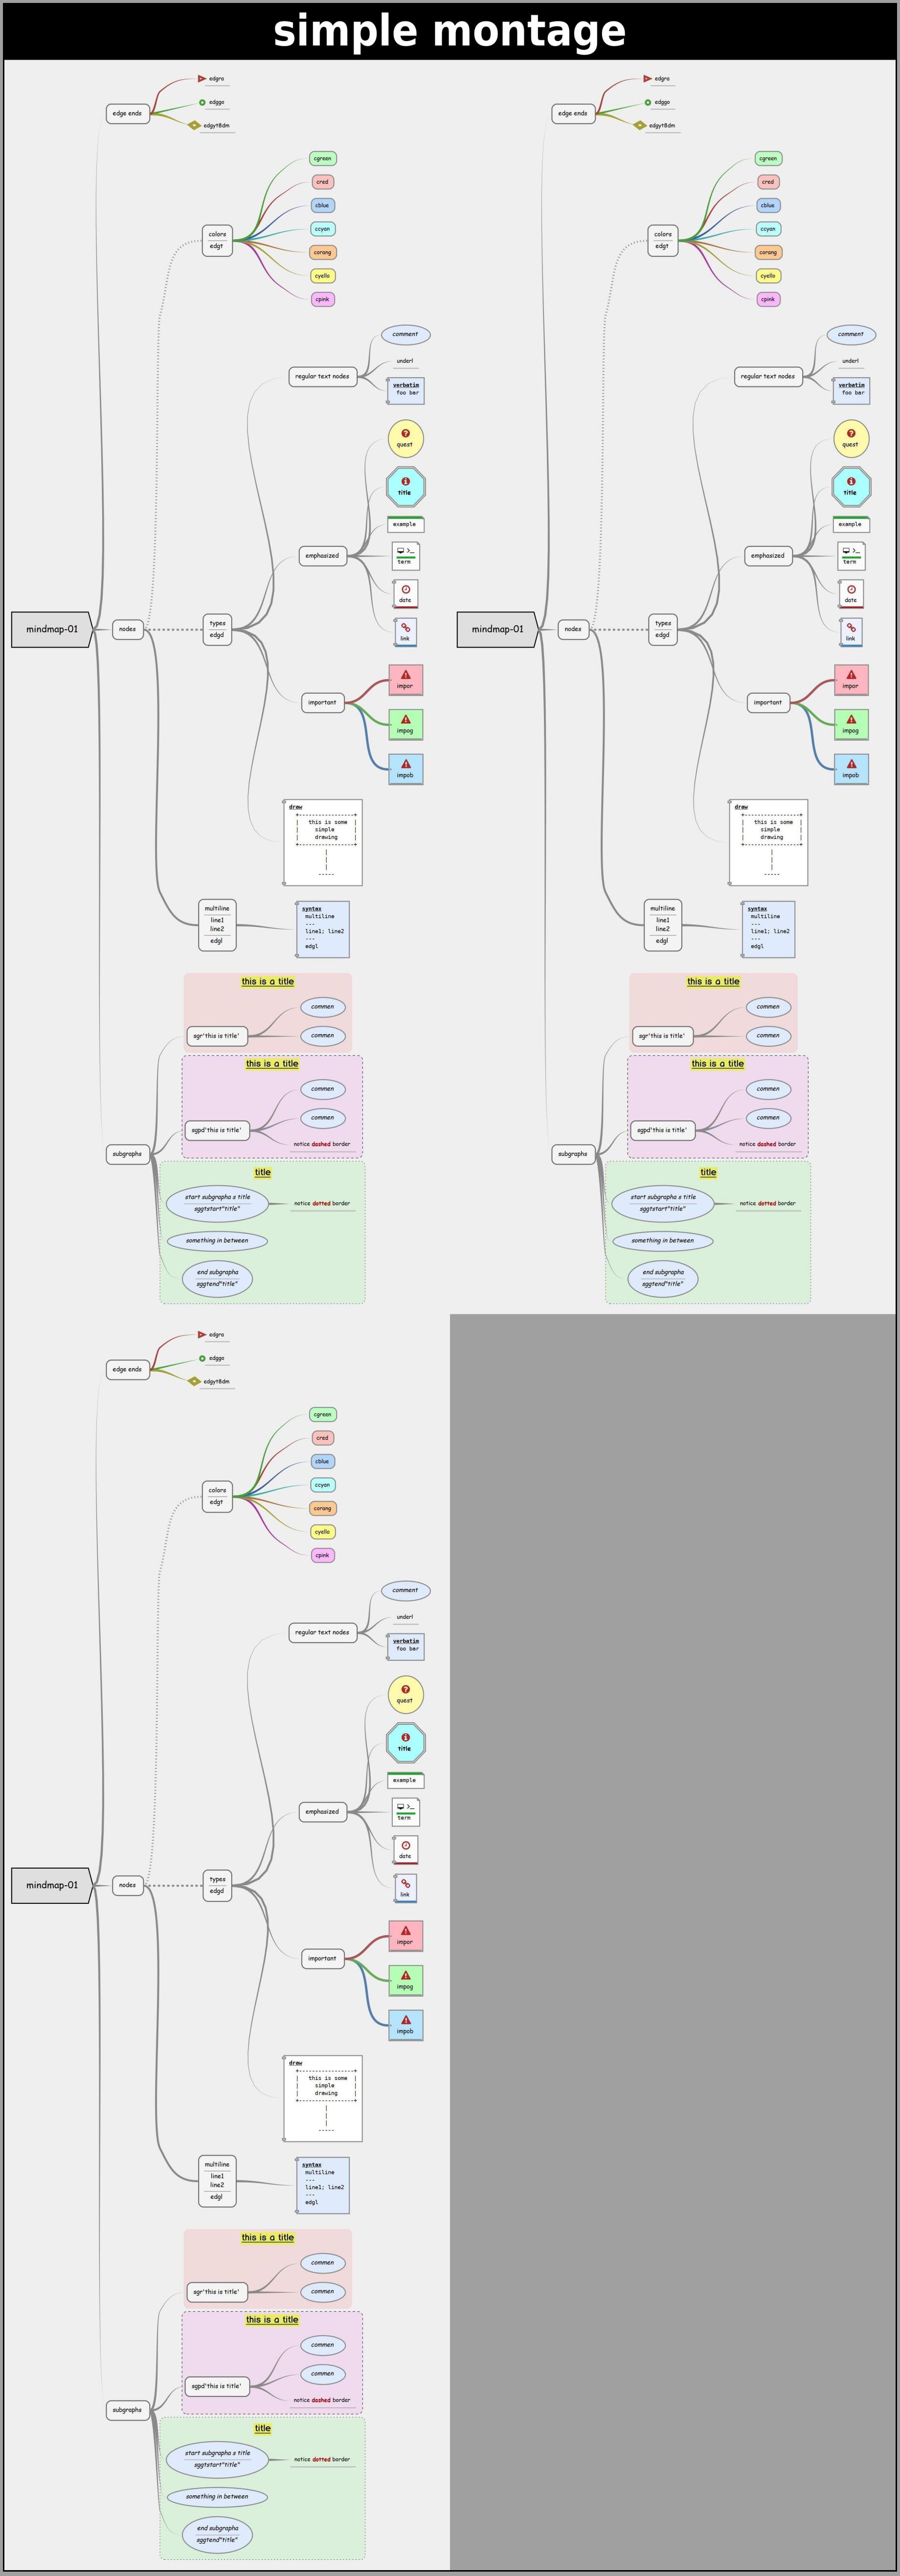 simple montage
edgro
edggo
edge ends
edgyt8dm
cgreen
cred
cblue
colors
edgt
ccyan
corang
cyello
cpink
comment
underl
regular text nodes
verbatim
foo bar
quest
title
example
emphasized
term
date
mindmap-01
nodes
types
edgd
link
impor
important
impog
impob
draw
+-----------------+
| this is some |
| simple |
| drawing |
+-----------------+
|
|
|
-----
multiline
line1
line2
edgl
syntax
multiline
---
line1; line2
---
edgl
this is a title
commen
sgr'this is title'
commen
this is a title
commen
commen
sgpd'this is title'
notice dashed border
subgraphs
title
start subgrapha s title
sggtstart"title"
notice dotted border
something in between
end subgrapha
sggtend"title"
edgro
edggo
edge ends
edgyt8dm
cgreen
cred
cblue
colors
edgt
ccyan
corang
cyello
cpink
comment
underl
regular text nodes
verbatim
foo bar
quest
title
example
emphasized
term
date
mindmap-01
nodes
types
edgd
link
impor
important
impog
impob
draw
+-----------------+
| this is some |
| simple |
| drawing |
+-----------------+
|
|
|
-----
multiline
line1
line2
edgl
syntax
multiline
---
line1; line2
---
edgl
this is a title
commen
sgr'this is title'
commen
this is a title
commen
commen
sgpd'this is title'
notice dashed border
subgraphs
title
start subgrapha s title
sggtstart"title"
notice dotted border
something in between
end subgrapha
sggtend"title"
edgro
edggo
edge ends
edgyt8dm
cgreen
cred
cblue
colors
edgt
ccyan
corang
cyello
cpink
comment
underl
regular text nodes
verbatim
foo bar
quest
title
example
emphasized
term
date
mindmap-01
nodes
types
edgd
link
impor
important
impog
impob
draw
+-----------------+
| this is some |
| simple |
| drawing |
+-----------------+
|
|
|
-----
multiline
line1
line2
edgl
syntax
multiline
---
line1; line2
---
edgl
this is a title
commen
sgr'this is title'
commen
this is a title
commen
commen
sgpd'this is title'
notice dashed border
subgraphs
title
start subgrapha s title
sggtstart"title"
notice dotted border
something in between
end subgrapha
sggtend"title"